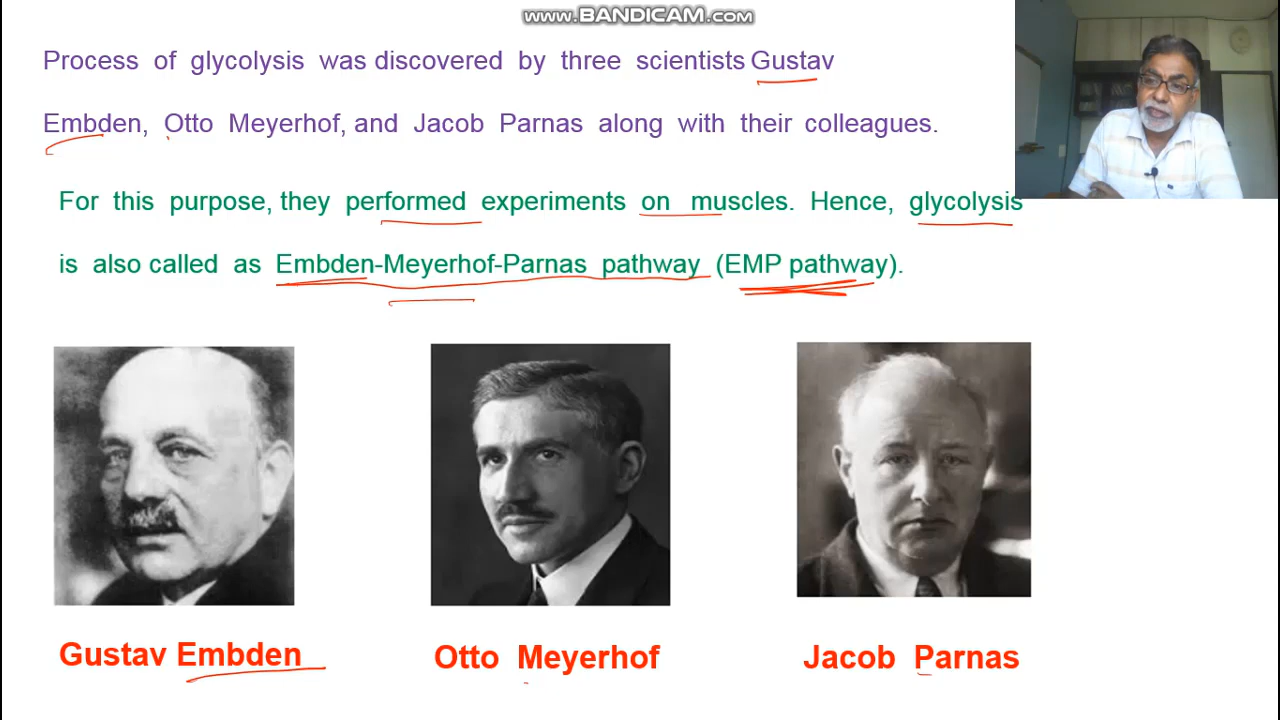 www.BANDICAM.com
Process of glycolysis was discovered by three scientists Gustav
Embden, Otto Meyerhof, and Jacob Parnas along with their colleagues.
For this purpose, they performed experiments on muscles. Hence, glycolysis
is also called as Embden-Meyerhof-Parnas pathway (EMP pathway).
Gustav Embden
Otto Meyerhof
Jacob Parnas